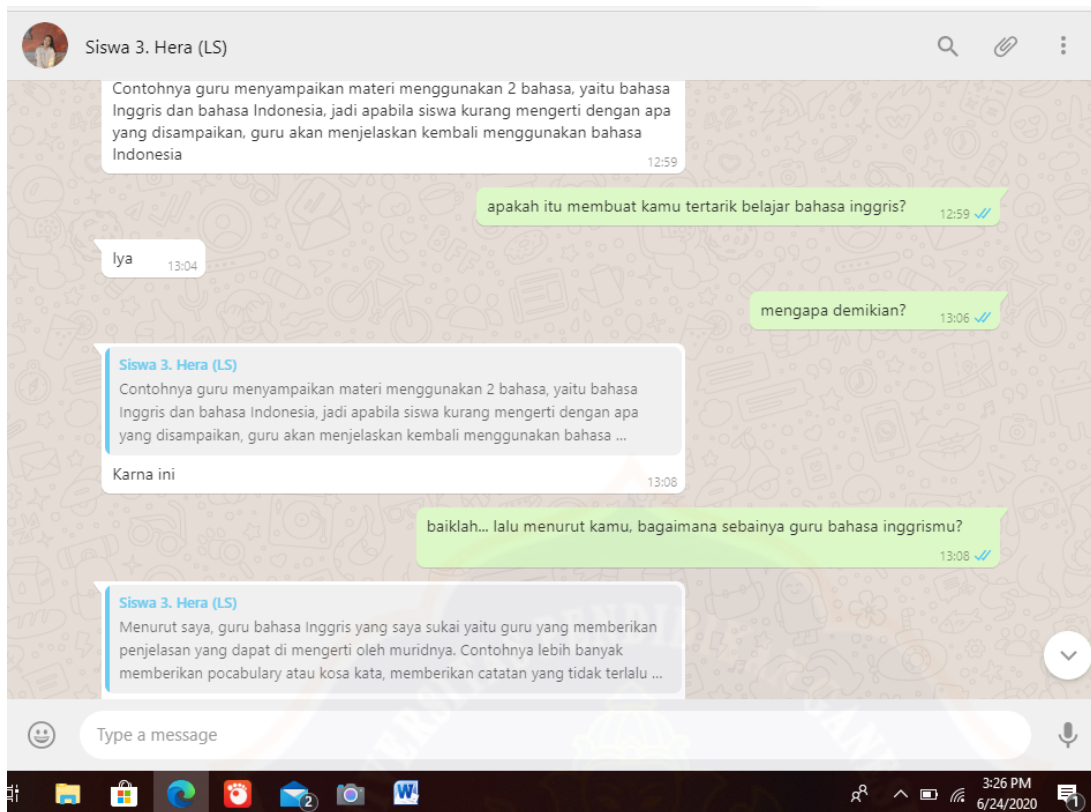 Siswa 3. Hera (LS)
Contohnya guru menyampaikan materi menggunakan 2 bahasa, yaitu bahasa
Inggris dan bahasa Indonesia, jadi apabila siswa kurang mengerti dengan apa
yang disampaikan, guru akan menjelaskan kembali menggunakan bahasa
Indonesia
12:59
apakah itu membuat kamu tertarik belajar bahasa inggris?
12:59
Iya
13:04
mengapa demikian?
13:06
Siswa 3. Hera (LS)
Contohnya guru menyampaikan materi menggunakan 2 bahasa, yaitu bahasa
Inggris dan bahasa Indonesia, jadi apabila siswa kurang mengerti dengan apa
yang disampaikan, guru akan menjelaskan kembali menggunakan bahasa ...
Karna ini
13:08
baiklah... lalu menurut kamu, bagaimana sebainya guru bahasa inggrismu?
13:08
Siswa 3. Hera (LS)
Menurut saya, guru bahasa Inggris yang saya sukai yaitu guru yang memberikan
penjelasan yang dapat di mengerti oleh muridnya. Contohnya lebih banyak
memberikan pocabulary atau kosa kata, memberikan catatan yang tidak terlalu ...
Type a message
2
W
3:26 PM
6/24/2020